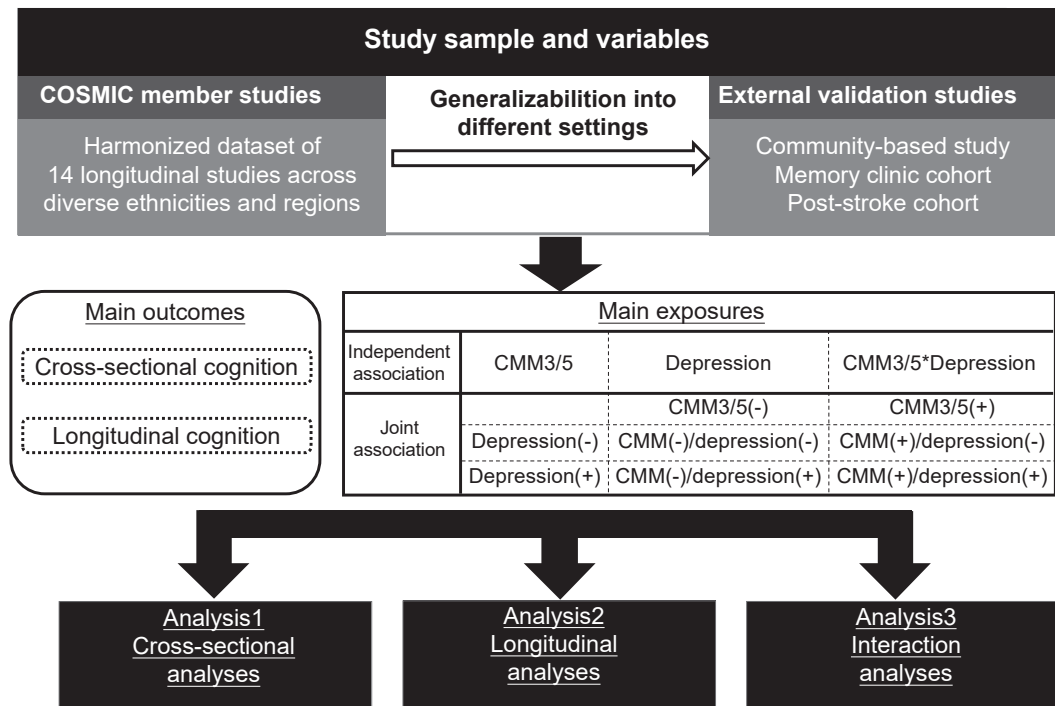 Study sample and variables
COSMIC member studies
Harmonized dataset of
14 longitudinal studies across
diverse ethnicities and regions
Generalizabilition into
different settings
External validation studies
Community-based study
Memory clinic cohort
Post-stroke cohort
Main outcomes
Cross-sectional cognition
Longitudinal cognition
Main exposures
Independent
association
CMM3/5
Depression
CMM3/5*Depression
Joint
association
CMM3/5(-)
CMM3/5(+)
Depression(-)
CMM(-)/depression(-)
CMM(+)/depression(-)
Depression(+)
CMM(-)/depression(+)
CMM(+)/depression(+)
Analysis1
Cross-sectional
analyses
Analysis2
Longitudinal
analyses
Analysis3
Interaction
analyses